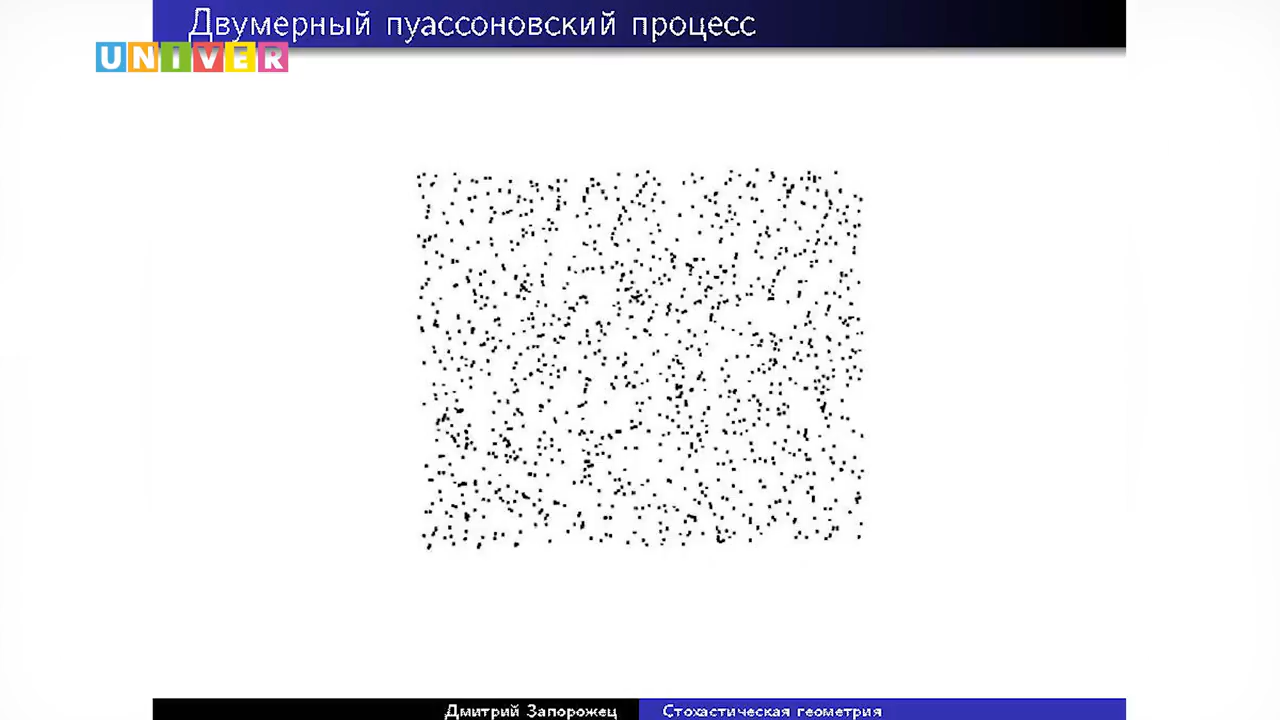 Двумерный пуассоновский процесс
UNIVER
Дмитрий Запорожец
Стохастическая геометрия